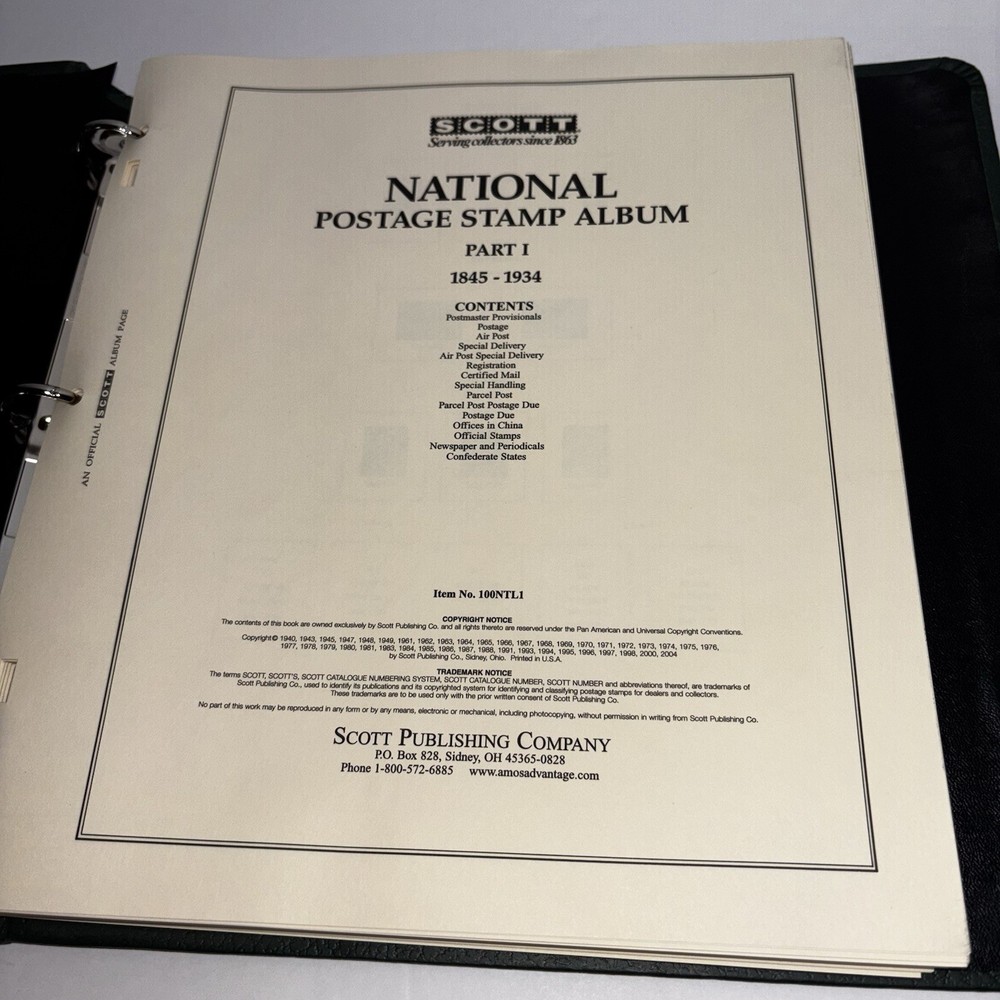 SCOTT
Serving collectors since 1863
NATIONAL
POSTAGE STAMP ALBUM
PART I
1845 - 1934
CONTENTS
Postmaster Provisionals
Postage
Air Post
Special Delivery
Air Post Special Delivery
Registration
Certified Mail
Special Handling
Parcel Post
Parcel Post Postage Due
Postage Due
Offices in China
Official Stamps
Newspaper and Periodicals
Confederate States
Item No. 100NTL1
COPYRIGHT NOTICE
The contents of this book are owned exclusively by Scott Publishing Co. and all rights thereto are reserved under the Pan American and Universal Copyright Conventions.
Copyright© 1940, 1943, 1945, 1947, 1948, 1949, 1961, 1962, 1963, 1964, 1965, 1966, 1967, 1968, 1969, 1970, 1971, 1972, 1973, 1974, 1975, 1976,
1977, 1978, 1979, 1980, 1981, 1983, 1984, 1985, 1986, 1987, 1988, 1991, 1993, 1994, 1995, 1996, 1997, 1998, 2000, 2004
by Scott Publishing Co., Sidney, Ohio. Printed in U.S.A.
TRADEMARK NOTICE
The terms SCOTT, SCOTT'S, SCOTT CATALOGUE NUMBERING SYSTEM, SCOTT CATALOGUE NUMBER, SCOTT NUMBER and abbreviations thereof, are trademarks of
Scott Publishing Co., used to identify its publications and its copyrighted system for identifying and classifying postage stamps for dealers and collectors.
These trademarks are to be used only with the prior written consent of Scott Publishing Co.
No part of this work may be reproduced in any form or by any means, electronic or mechanical, including photocopying, without permission in writing from Scott Publishing Co.
SCOTT PUBLISHING COMPANY
P.O. Box 828, Sidney, OH 45365-0828
Phone 1-800-572-6885 www.amosadvantage.com
AN OFFICIAL SCOTT ALBUM PAGE